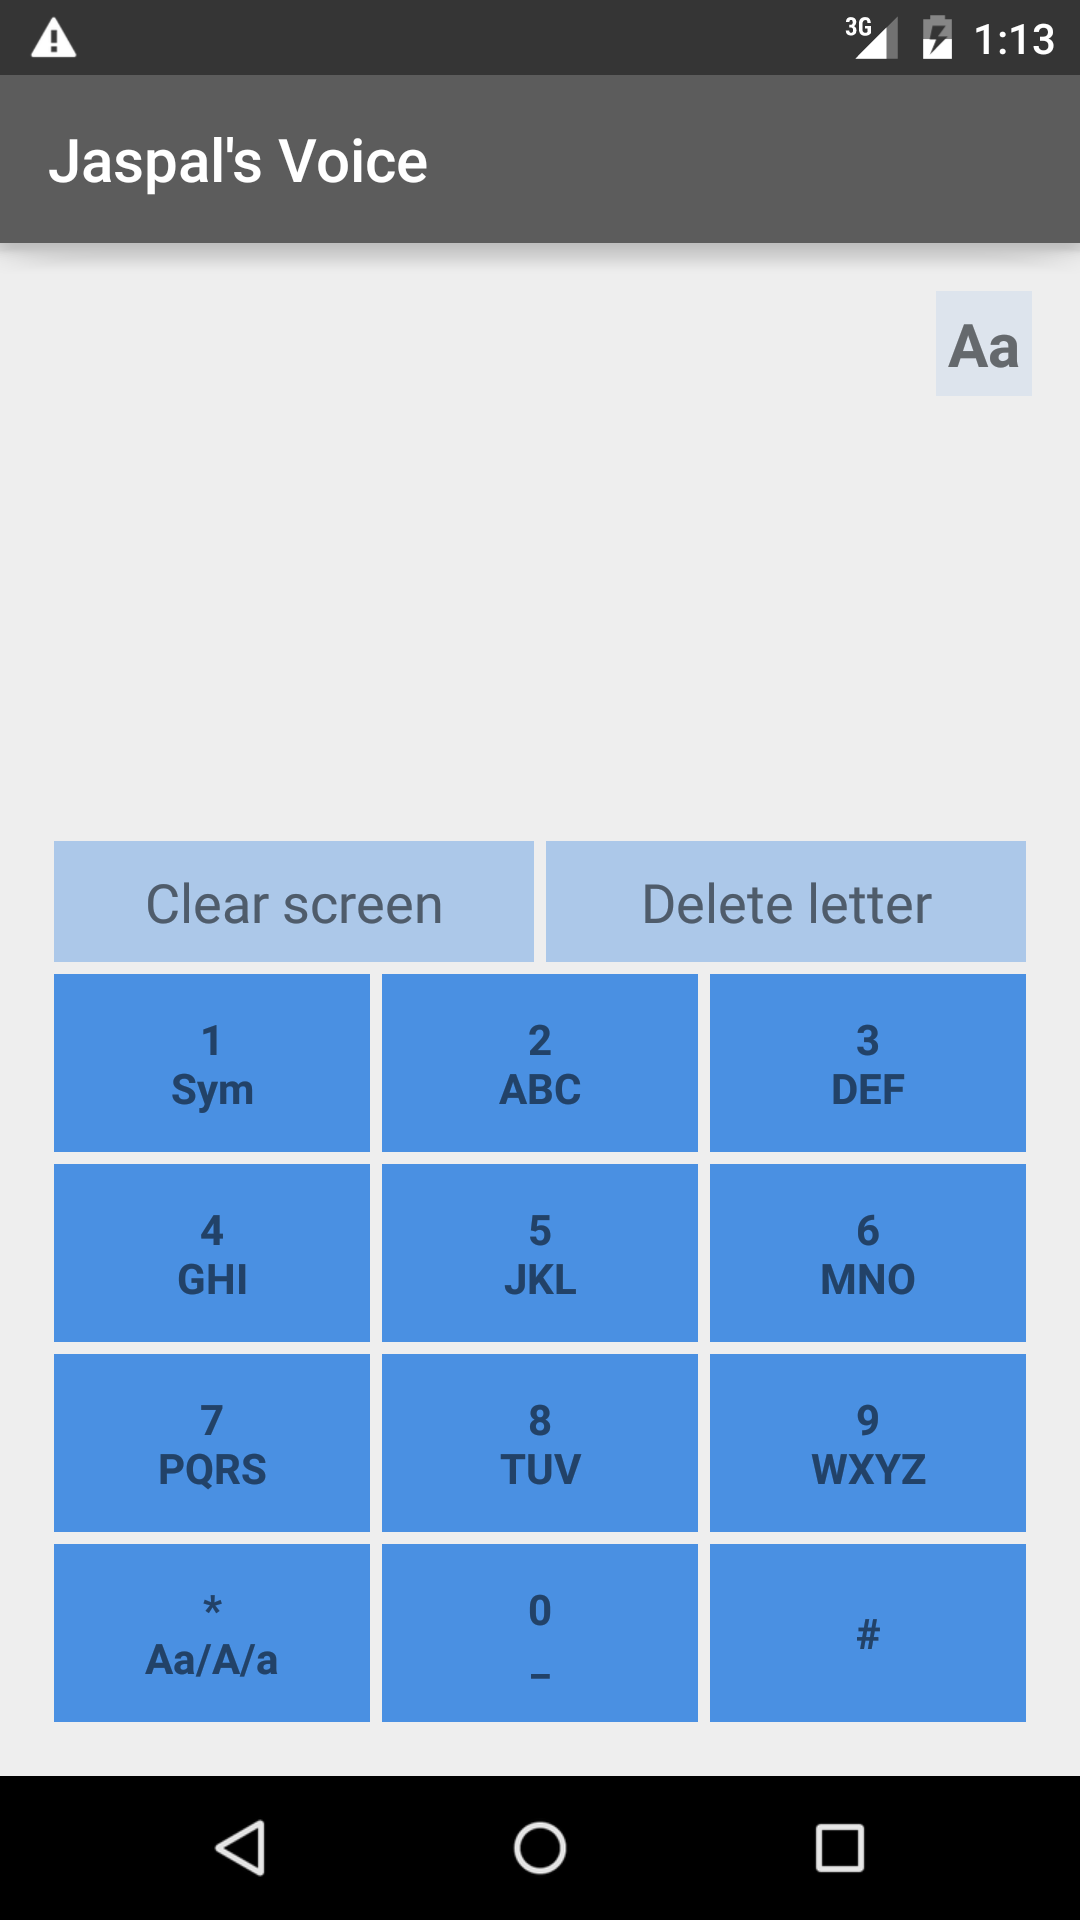 3G 1:13
Jaspal's Voice
Aa
Clear screen Delete letter
1 2 3
Sym ABC DEF
4 5 6
GHI JKL MNO
7 8 9
PQRS TUV WXYZ
* 0 #
Aa/A/a _